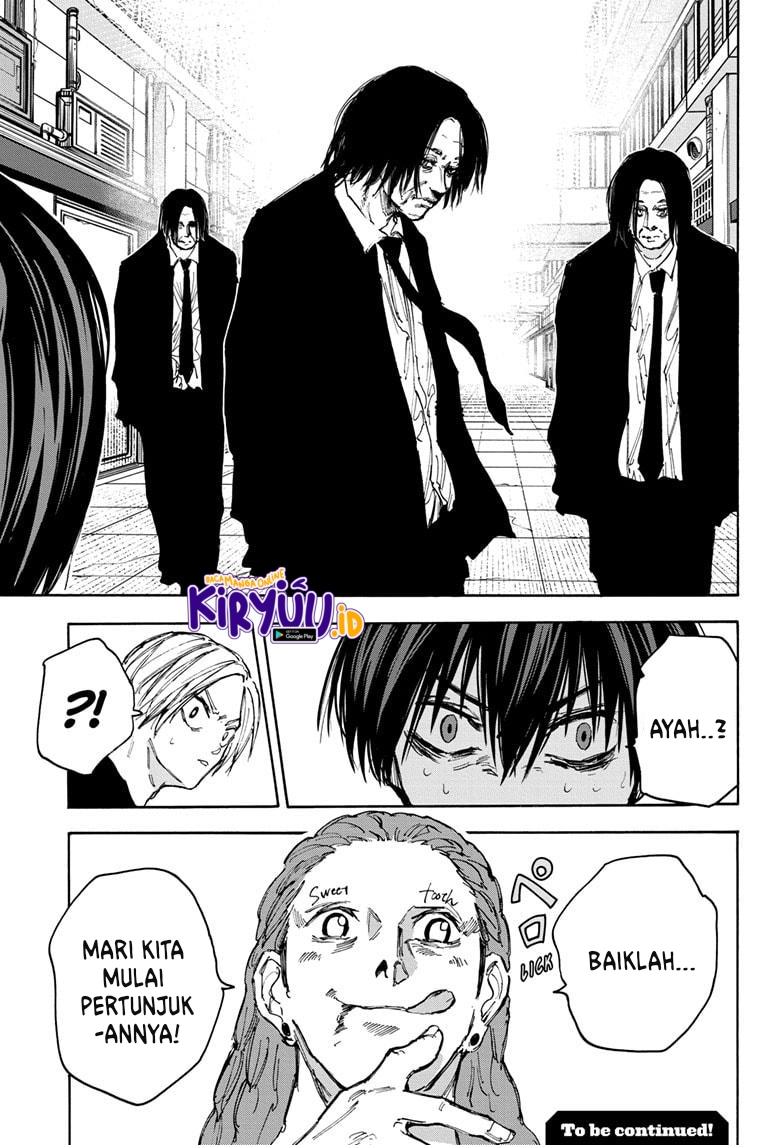 BACA MANGA ONLINE
KIRYUU.iD
GET IT ON
Google Play
AYAH..?
?!
Sweet tooth
ペロ
LICK
BAIKLAH...
MARI KITA
MULAI
PERTUNJUK
-ANNYA!
To be continued!